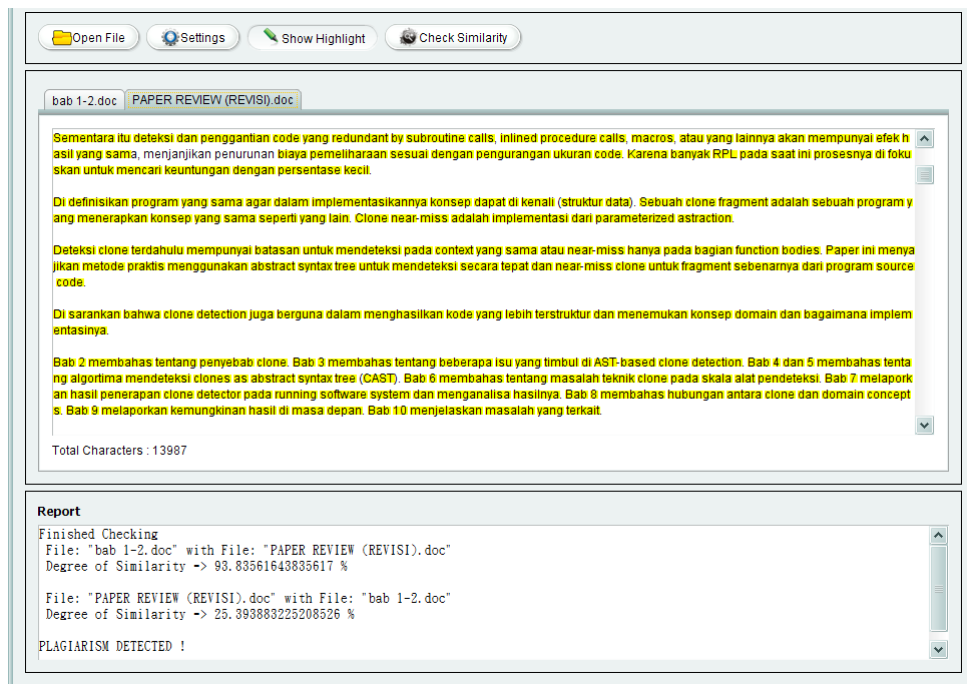 Open File Settings Show Highlight Check Similarity
bab 1-2.doc PAPER REVIEW (REVISI).doc
Sementara itu deteksi dan penggantian code yang redundant by subroutine calls, inlined procedure calls, macros, atau yang lainnya akan mempunyai efek h
asil yang sama, menjanjikan penurunan biaya pemeliharaan sesuai dengan pengurangan ukuran code. Karena banyak RPL pada saat ini prosesnya di foku
skan untuk mencari keuntungan dengan persentase kecil.
Di definisikan program yang sama agar dalam implementasikannya konsep dapat di kenali (struktur data). Sebuah clone fragment adalah sebuah program y
ang menerapkan konsep yang sama seperti yang lain. Clone near-miss adalah implementasi dari parameterized astraction.
Deteksi clone terdahulu mempunyai batasan untuk mendeteksi pada context yang sama atau near-miss hanya pada bagian function bodies. Paper ini menya
jikan metode praktis menggunakan abstract syntax tree untuk mendeteksi secara tepat dan near-miss clone untuk fragment sebenarnya dari program source
code.
Di sarankan bahwa clone detection juga berguna dalam menghasilkan kode yang lebih terstruktur dan menemukan konsep domain dan bagaimana implem
entasinya.
Bab 2 membahas tentang penyebab clone. Bab 3 membahas tentang beberapa isu yang timbul di AST-based clone detection. Bab 4 dan 5 membahas tenta
ng algortima mendeteksi clones as abstract syntax tree (CAST). Bab 6 membahas tentang masalah teknik clone pada skala alat pendeteksi. Bab 7 melapork
an hasil penerapan clone detector pada running software system dan menganalisa hasilnya. Bab 8 membahas hubungan antara clone dan domain concept
s. Bab 9 melaporkan kemungkinan hasil di masa depan. Bab 10 menjelaskan masalah yang terkait.
Total Characters : 13987
Report
Finished Checking
File: "bab 1-2.doc" with File: "PAPER REVIEW (REVISI).doc"
Degree of Similarity -> 93.83561643835617 %
File: "PAPER REVIEW (REVISI).doc" with File: "bab 1-2.doc"
Degree of Similarity -> 25.393883225208526 %
PLAGIARISM DETECTED !